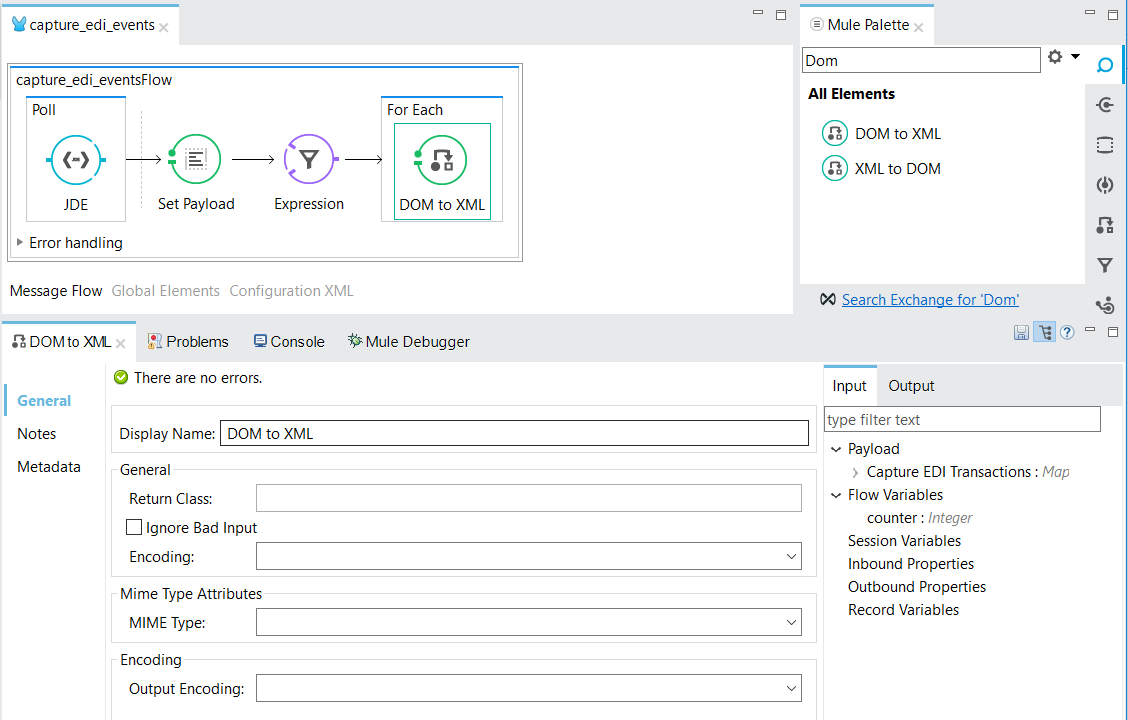 capture_edi_events
Mule Palette
Dom
All Elements
DOM to XML
XML to DOM
Search Exchange for 'Dom'
capture_edi_eventsFlow
Poll
For Each
JDE
Set Payload
Expression
DOM to XML
Error handling
Message Flow Global Elements Configuration XML
DOM to XML Problems Console Mule Debugger
There are no errors.
General
Notes
Metadata
Display Name: DOM to XML
General
Return Class:
Ignore Bad Input
Encoding:
Mime Type Attributes
MIME Type:
Encoding
Output Encoding:
Input Output
type filter text
Payload
Capture EDI Transactions : Map
Flow Variables
counter : Integer
Session Variables
Inbound Properties
Outbound Properties
Record Variables